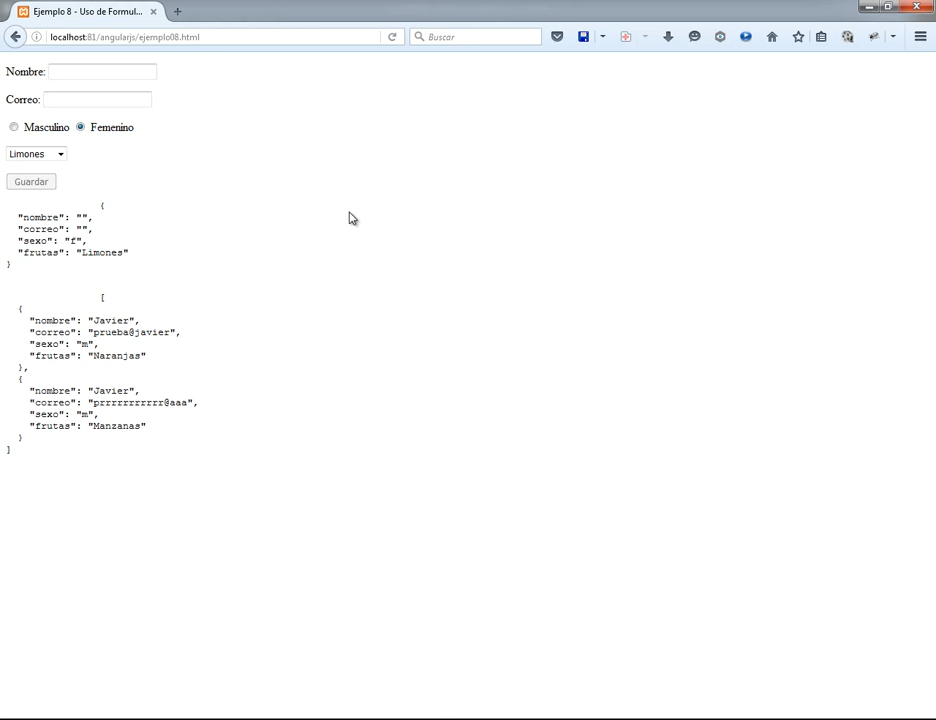 Ejemplo 8 - Uso de Formul...
localhost:81/angularjs/ejemplo08.html
Buscar
Nombre:
Correo:
Masculino Femenino
Limones
Guardar
{
"nombre": "",
"correo": "",
"sexo": "f",
"frutas": "Limones"
}
[
{
"nombre": "Javier",
"correo": "prueba@javier",
"sexo": "m",
"frutas": "Naranjas"
},
{
"nombre": "Javier",
"correo": "prrrrrrrrrrr@aaa",
"sexo": "m",
"frutas": "Manzanas"
}
]